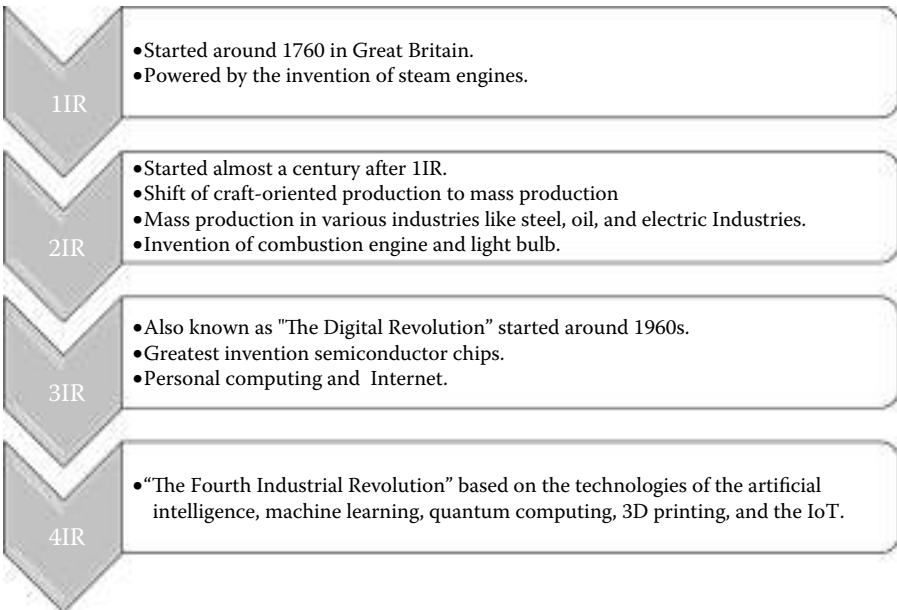 1IR
•Started around 1760 in Great Britain.
•Powered by the invention of steam engines.
2IR
•Started almost a century after 1IR.
•Shift of craft-oriented production to mass production
•Mass production in various industries like steel, oil, and electric Industries.
•Invention of combustion engine and light bulb.
3IR
•Also known as "The Digital Revolution” started around 1960s.
•Greatest invention semiconductor chips.
•Personal computing and Internet.
4IR
•“The Fourth Industrial Revolution” based on the technologies of the artificial
intelligence, machine learning, quantum computing, 3D printing, and the IoT.